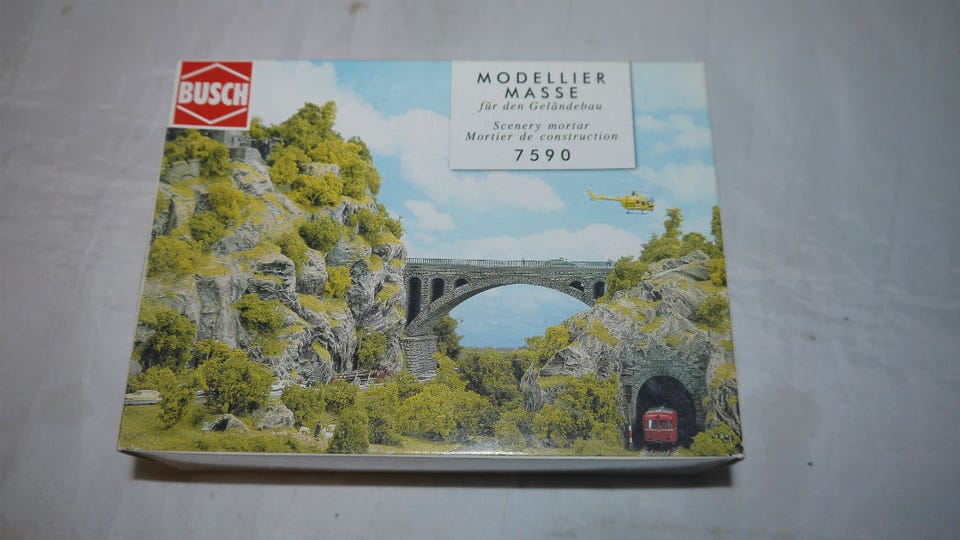 BUSCH
MODELLIER
MASSE
für den Geländebau
Scenery mortar
Mortier de construction
7590